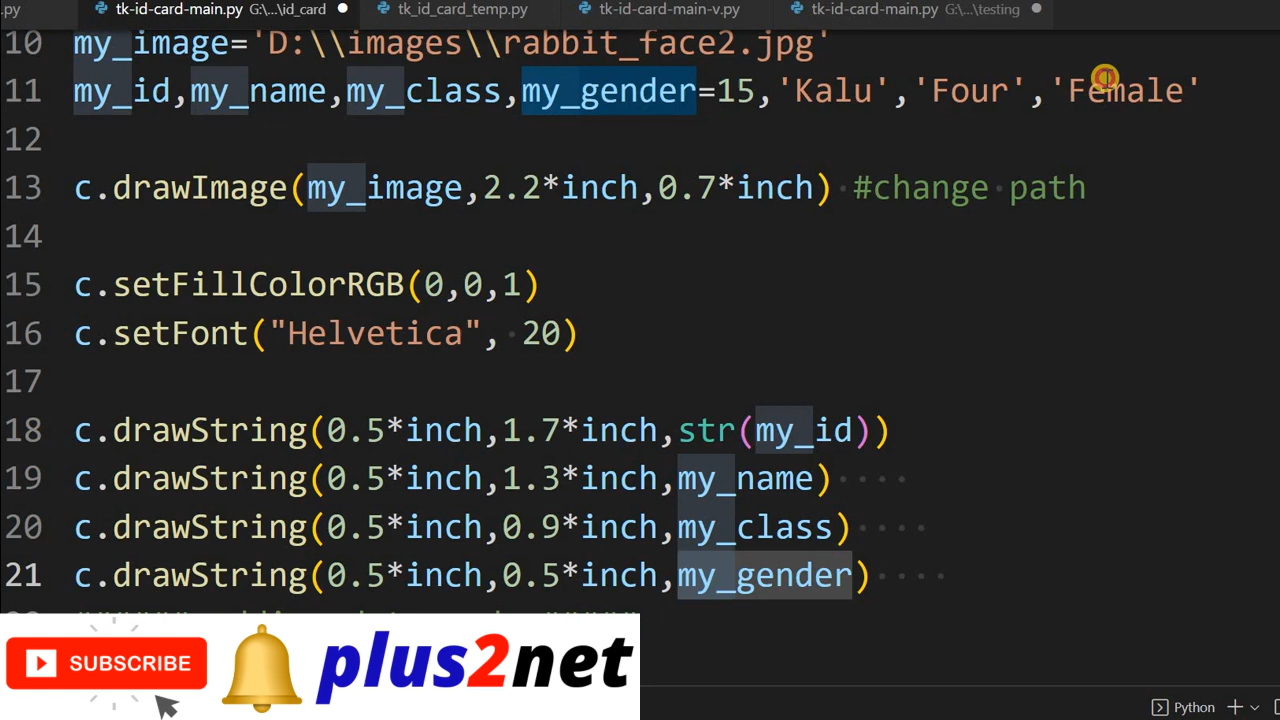 .py tk-id-card-main.py G:\...\id_card tk_id_card_temp.py tk-id-card-main-v.py tk-id-card-main.py G:\...\testing
10 my_image='D:\\images\\rabbit_face2.jpg'
11 my_id,my_name,my_class,my_gender=15,'Kalu','Four','Female'
12
13 c.drawImage(my_image,2.2*inch,0.7*inch) #change path
14
15 c.setFillColorRGB(0,0,1)
16 c.setFont("Helvetica", 20)
17
18 c.drawString(0.5*inch,1.7*inch,str(my_id))
19 c.drawString(0.5*inch,1.3*inch,my_name)
20 c.drawString(0.5*inch,0.9*inch,my_class)
21 c.drawString(0.5*inch,0.5*inch,my_gender)
SUBSCRIBE
plus2net
Python